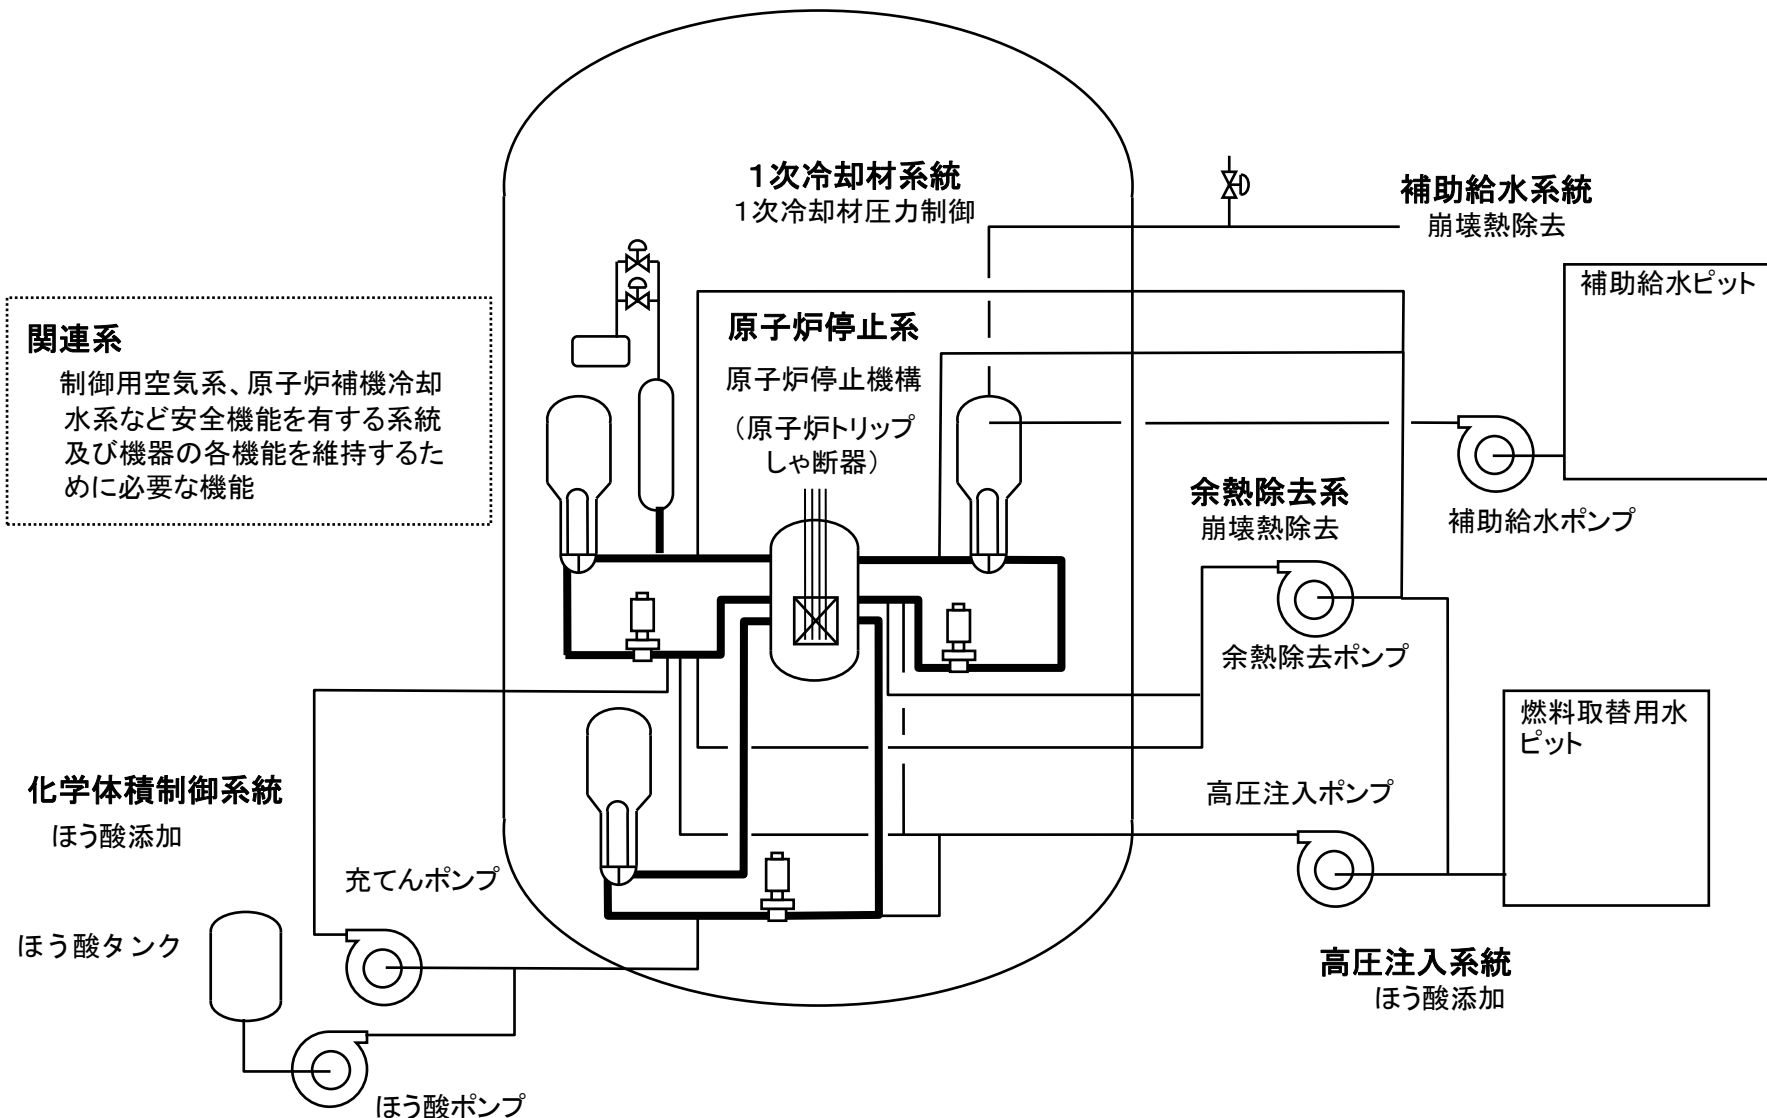 1次冷却材系統
1次冷却材圧力制御
補助給水系統
崩壊熱除去
補助給水ピット
関連系
制御用空気系、原子炉補機冷却
水系など安全機能を有する系統
及び機器の各機能を維持するた
めに必要な機能
原子炉停止系
原子炉停止機構
（原子炉トリップ
しゃ断器）
余熱除去系
崩壊熱除去
補助給水ポンプ
余熱除去ポンプ
燃料取替用水
ピット
化学体積制御系統
ほう酸添加
高圧注入ポンプ
充てんポンプ
ほう酸タンク
高圧注入系統
ほう酸添加
ほう酸ポンプ